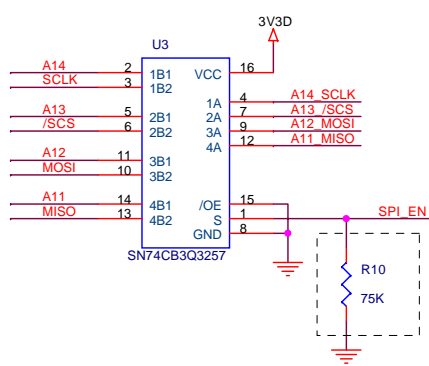 3V3D
U3
A14 2 1B1 VCC 16
SCLK 3 1B2
1A 4 A14_SCLK
A13 5 2B1 2A 7 A13_/SCS
/SCS 6 2B2 3A 9 A12_MOSI
4A 12 A11_MISO
A12 11 3B1
MOSI 10 3B2
A11 14 4B1 /OE 15
MISO 13 4B2 S 1 SPI_EN
GND 8
SN74CB3Q3257
R10
75K